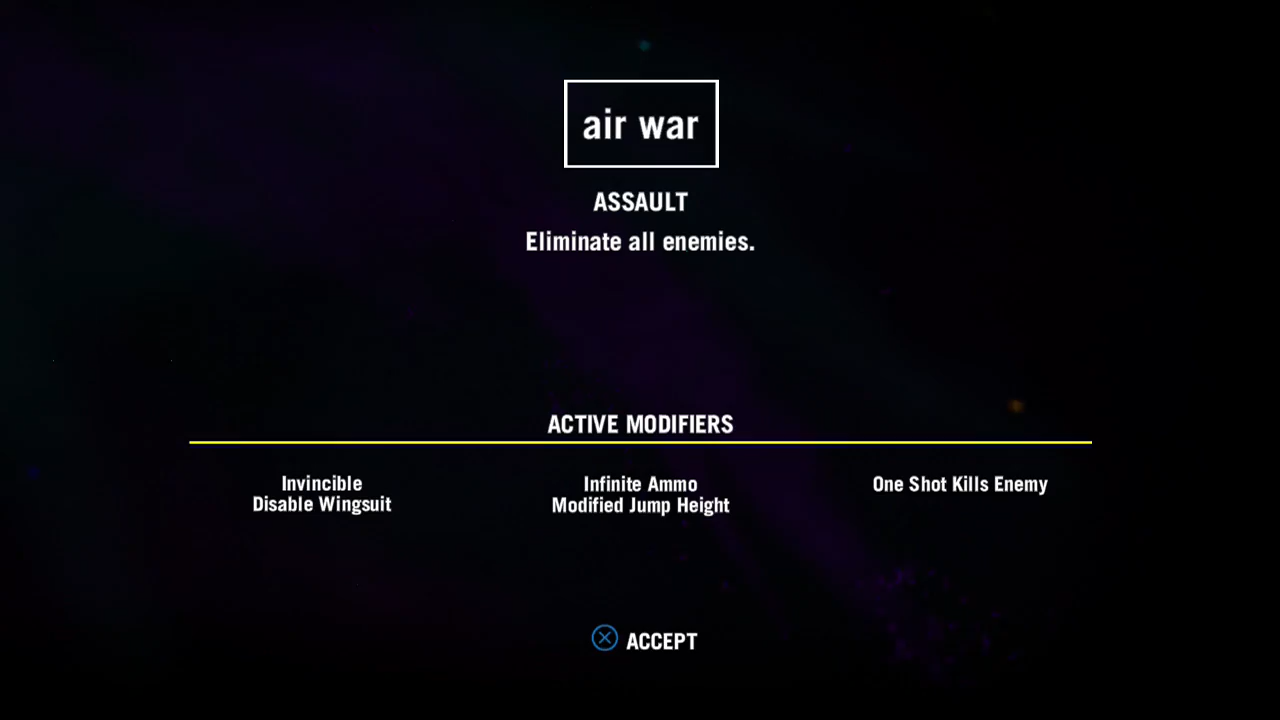 air war
ASSAULT
Eliminate all enemies.
ACTIVE MODIFIERS
Invincible
Disable Wingsuit
Infinite Ammo
Modified Jump Height
One Shot Kills Enemy
ACCEPT